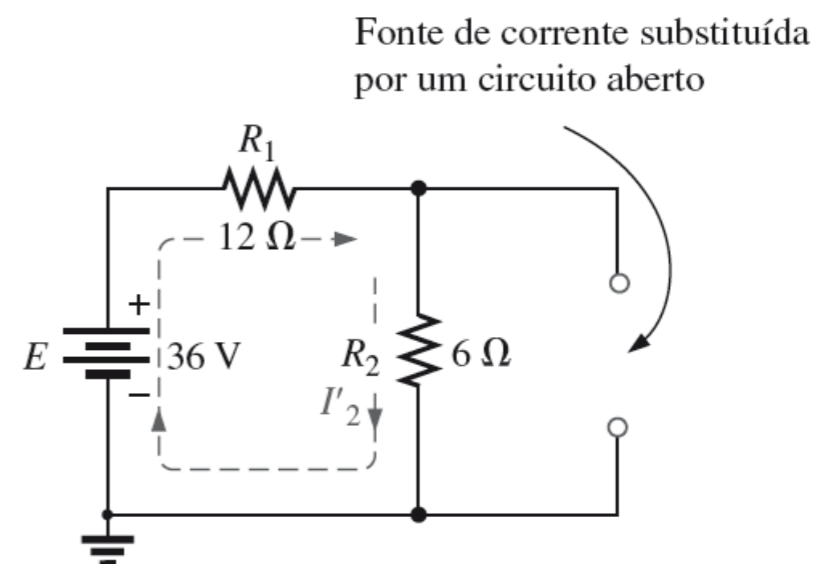 Fonte de corrente substituída
por um circuito aberto
R₁
12 Ω
+
E
36 V
R₂
6 Ω
I′₂
−